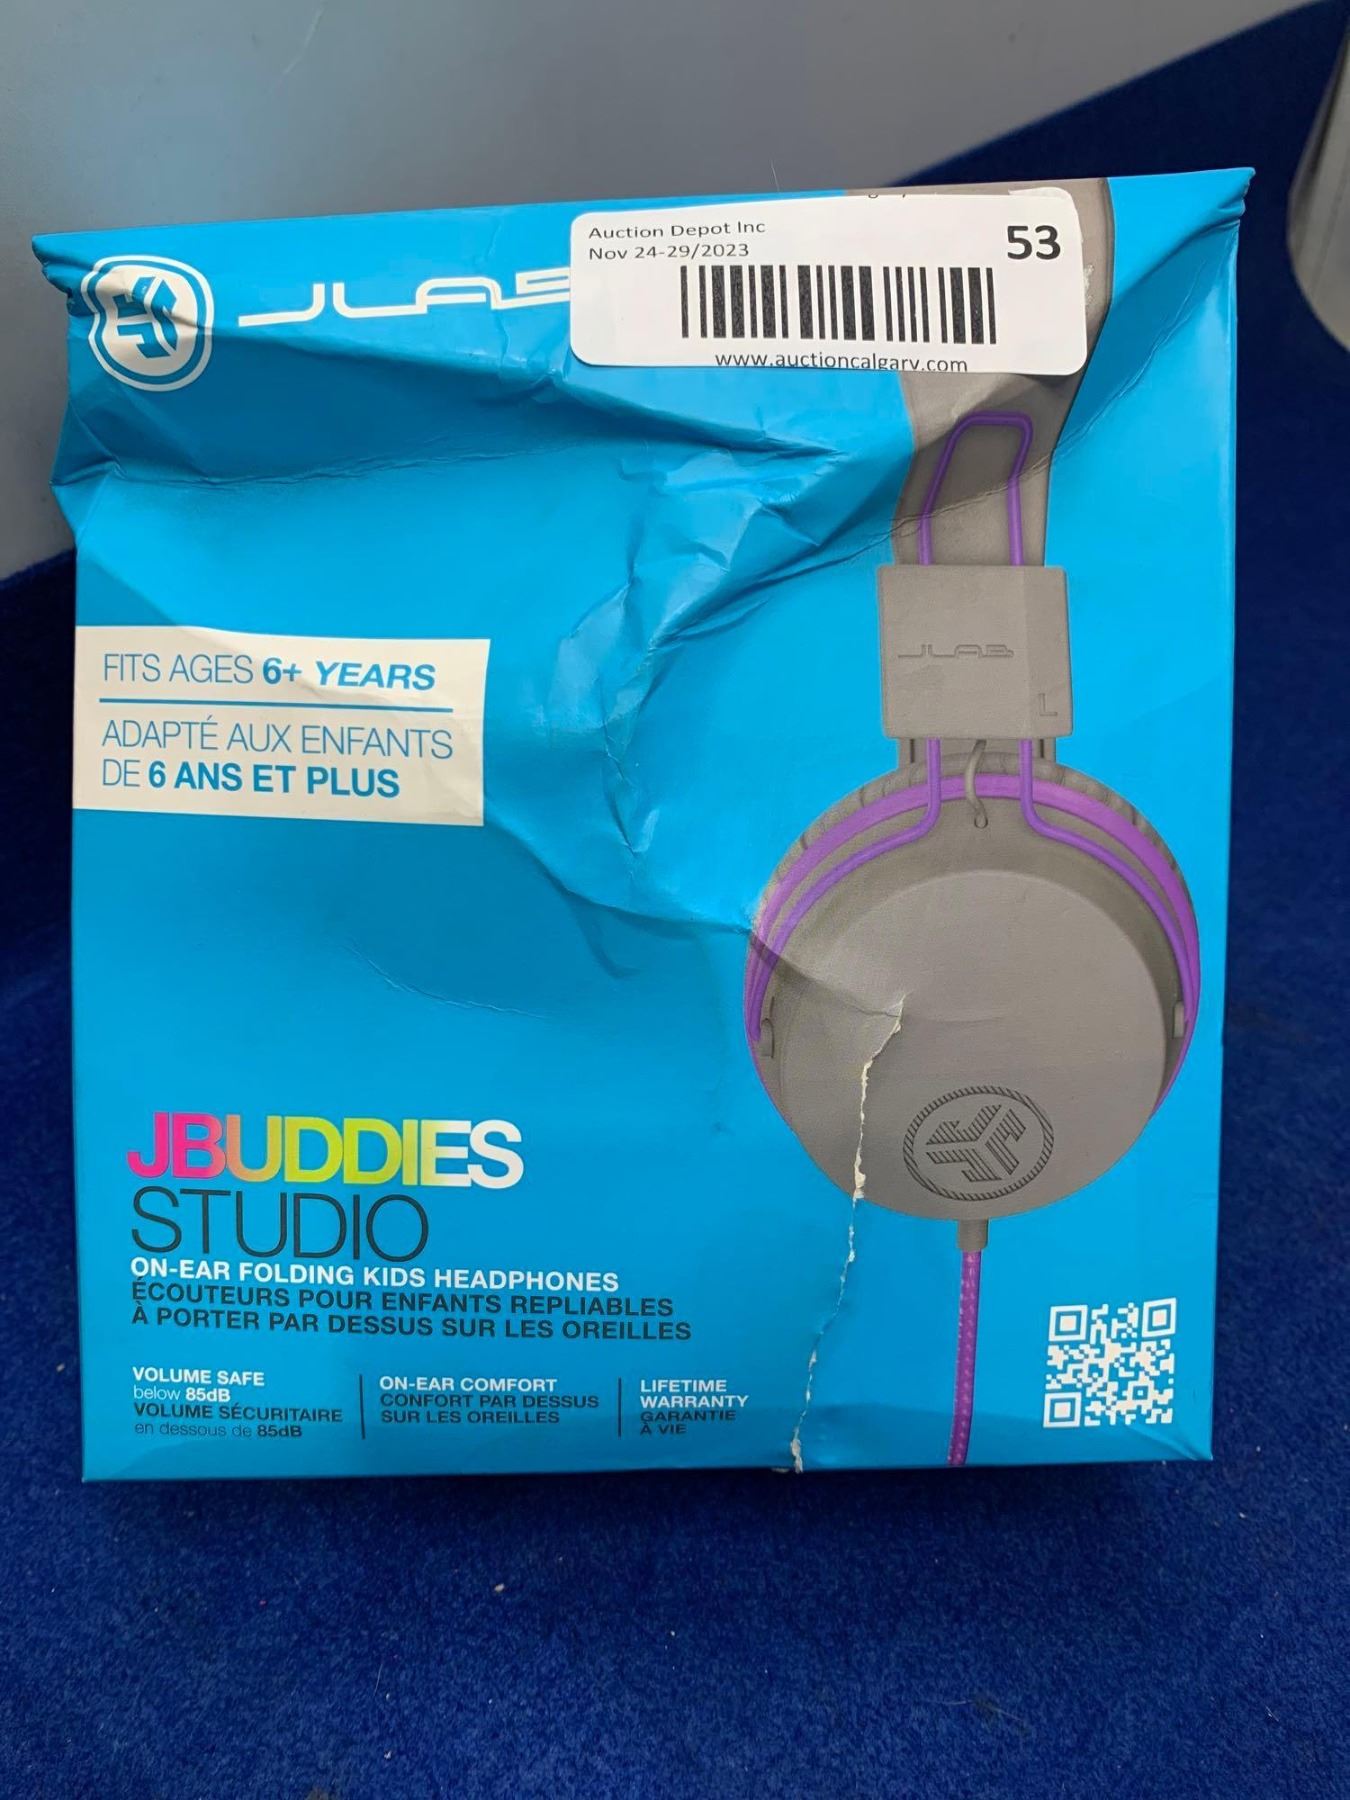 JLAB
Auction Depot Inc
Nov 24-29/2023
53
www.auctioncalgary.com
FITS AGES 6+ YEARS
ADAPTÉ AUX ENFANTS
DE 6 ANS ET PLUS
JLAB
L
JBUDDIES
STUDIO
ON-EAR FOLDING KIDS HEADPHONES
ÉCOUTEURS POUR ENFANTS REPLIABLES
À PORTER PAR DESSUS SUR LES OREILLES
VOLUME SAFE
below 85dB
VOLUME SÉCURITAIRE
en dessous de 85dB
ON-EAR COMFORT
CONFORT PAR DESSUS
SUR LES OREILLES
LIFETIME
WARRANTY
GARANTIE
À VIE